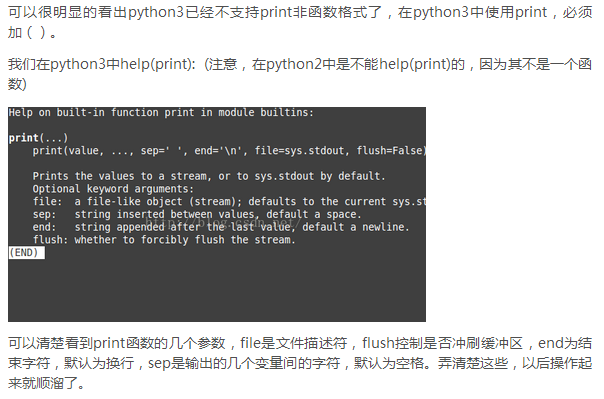 可以很明显的看出python3已经不支持print非函数格式了，在python3中使用print，必须
加（）。
我们在python3中help(print):（注意，在python2中是不能help(print)的，因为其不是一个函
数)
Help on built-in function print in module builtins:
print(...)
print(value, ..., sep=' ', end='\n', file=sys.stdout, flush=False)
Prints the values to a stream, or to sys.stdout by default.
Optional keyword arguments:
file:  a file-like object (stream); defaults to the current sys.st
sep:   string inserted between values, default a space.
http://blog.csdn.net/
end:   string appended after the last value, default a newline.
flush: whether to forcibly flush the stream.
(END)
可以清楚看到print函数的几个参数，file是文件描述符，flush控制是否冲刷缓冲区，end为结
束字符，默认为换行，sep是输出的几个变量间的字符，默认为空格。弄清楚这些，以后操作起
来就顺溜了。